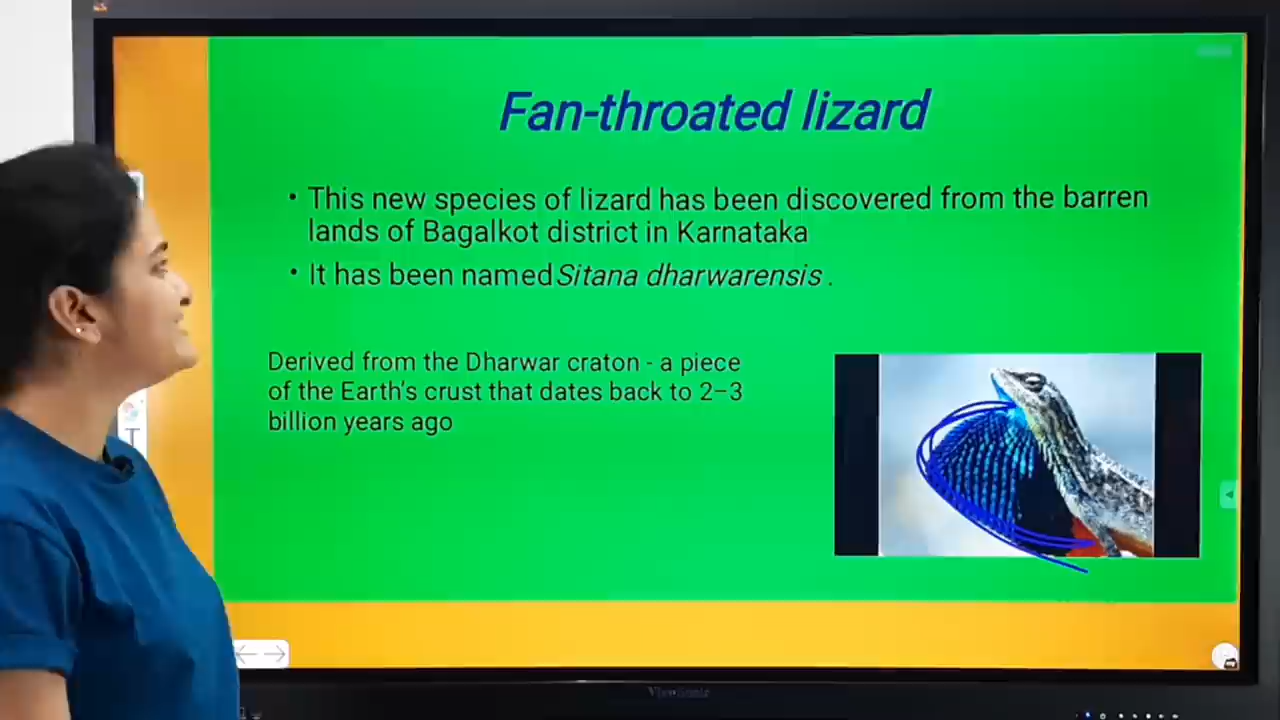 Fan-throated lizard
• This new species of lizard has been discovered from the barren
lands of Bagalkot district in Karnataka
• It has been named Sitana dharwarensis .
Derived from the Dharwar craton - a piece
of the Earth's crust that dates back to 2–3
billion years ago
T
ViewSonic